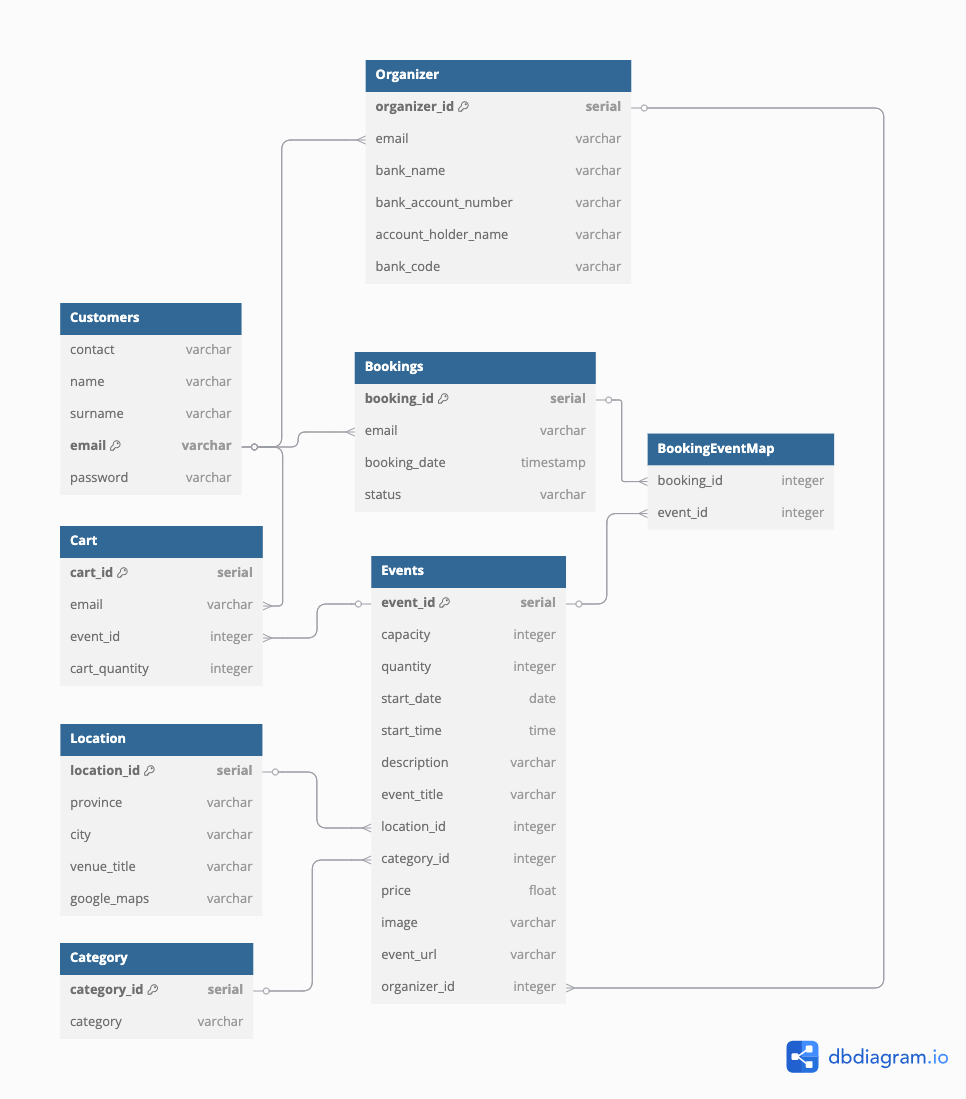 Organizer
organizer_id serial
email varchar
bank_name varchar
bank_account_number varchar
account_holder_name varchar
bank_code varchar
Customers
contact varchar
name varchar
surname varchar
email varchar
password varchar
Bookings
booking_id serial
email varchar
booking_date timestamp
status varchar
BookingEventMap
booking_id integer
event_id integer
Cart
cart_id serial
email varchar
event_id integer
cart_quantity integer
Events
event_id serial
capacity integer
quantity integer
start_date date
start_time time
description varchar
event_title varchar
location_id integer
category_id integer
price float
image varchar
event_url varchar
organizer_id integer
Location
location_id serial
province varchar
city varchar
venue_title varchar
google_maps varchar
Category
category_id serial
category varchar
dbdiagram.io